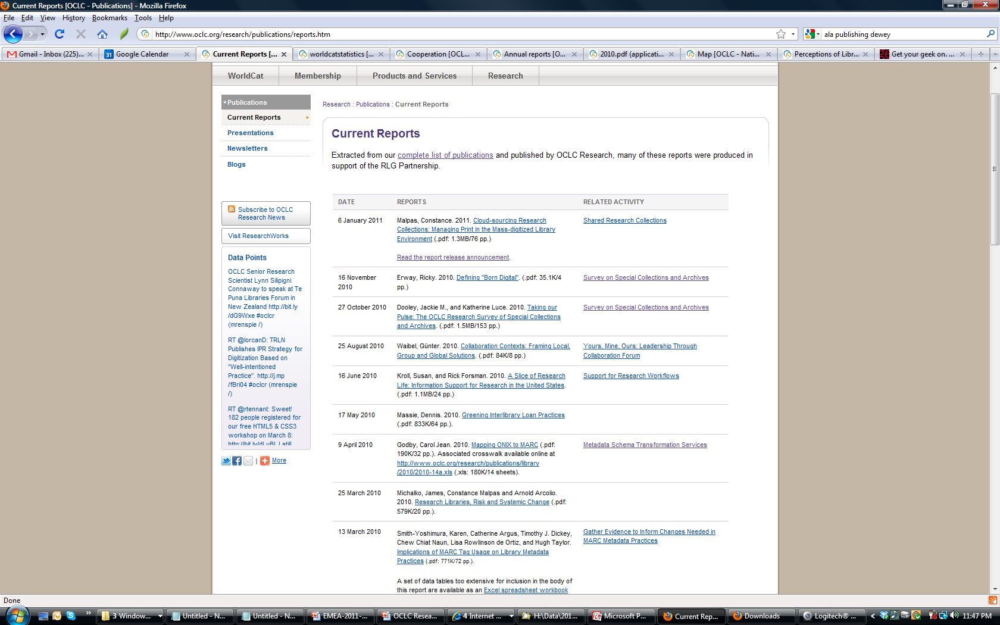 Current Reports [OCLC - Publications] - Mozilla Firefox
File Edit View History Bookmarks Tools Help
http://www.oclc.org/research/publications/reports.htm
ala publishing dewey
Gmail - Inbox (225)...
Google Calendar
Current Reports [...
worldcatstatistics [...
Cooperation [OCL...
Annual reports [O...
2010.pdf (applicati...
Map [OCLC - Nati...
Perceptions of Libr...
Get your geek on. ...
WorldCat Membership Products and Services Research
Publications
Current Reports
Presentations
Newsletters
Blogs
Subscribe to OCLC
Research News
Visit ResearchWorks
Data Points
OCLC Senior Research
Scientist Lynn Silipigni
Connaway to speak at Te
Puna Libraries Forum in
New Zealand http://bit.ly
/dG9Wxe #oclcr
(mrenspie /)
RT @lorcanD: TRLN
Publishes IPR Strategy for
Digitization Based on
"Well-intentioned
Practice". http://j.mp
/fBri04 #oclcr (mrenspie
/)
RT @rtennant: Sweet!
182 people registered for
our free HTML5 & CSS3
workshop on March 8:
More
Research : Publications : Current Reports
Current Reports
Extracted from our complete list of publications and published by OCLC Research, many of these reports were produced in
support of the RLG Partnership.
DATE REPORTS RELATED ACTIVITY
6 January 2011 Malpas, Constance. 2011. Cloud-sourcing Research Shared Research Collections
Collections: Managing Print in the Mass-digitized Library
Environment (.pdf: 1.3MB/76 pp.)
Read the report release announcement.
16 November Erway, Ricky. 2010. Defining "Born Digital". (.pdf: 35.1K/4 Survey on Special Collections and Archives
2010 pp.)
27 October 2010 Dooley, Jackie M., and Katherine Luce. 2010. Taking our Survey on Special Collections and Archives
Pulse: The OCLC Research Survey of Special Collections
and Archives. (.pdf: 1.5MB/153 pp.)
25 August 2010 Waibel, Günter. 2010. Collaboration Contexts: Framing Local, Yours, Mine, Ours: Leadership Through
Group and Global Solutions. (.pdf: 84K/8 pp.) Collaboration Forum
16 June 2010 Kroll, Susan, and Rick Forsman. 2010. A Slice of Research Support for Research Workflows
Life: Information Support for Research in the United States.
(.pdf: 1.1MB/24 pp.)
17 May 2010 Massie, Dennis. 2010. Greening Interlibrary Loan Practices
(.pdf: 833K/64 pp.).
9 April 2010 Godby, Carol Jean. 2010. Mapping ONIX to MARC (.pdf: Metadata Schema Transformation Services
190K/32 pp.). Associated crosswalk available online at
http://www.oclc.org/research/publications/library
/2010/2010-14a.xls (.xls: 180K/14 sheets).
25 March 2010 Michalko, James, Constance Malpas and Arnold Arcolio.
2010. Research Libraries, Risk and Systemic Change (.pdf:
579K/20 pp.).
13 March 2010 Smith-Yoshimura, Karen, Catherine Argus, Timothy J. Dickey, Gather Evidence to Inform Changes Needed in
Chew Chiat Naun, Lisa Rowlinson de Ortiz, and Hugh Taylor. MARC Metadata Practices
Implications of MARC Tag Usage on Library Metadata
Practices (.pdf: 771K/72 pp.).
A set of data tables too extensive for inclusion in the body of
this report are available as an Excel spreadsheet workbook
Done
3 Window...
Untitled - N...
Untitled - N...
EMEA-2011-...
OCLC Resea...
4 Internet ...
H:\Data\201...
Microsoft P...
Current Rep...
Downloads
Logitech® ...
11:47 PM